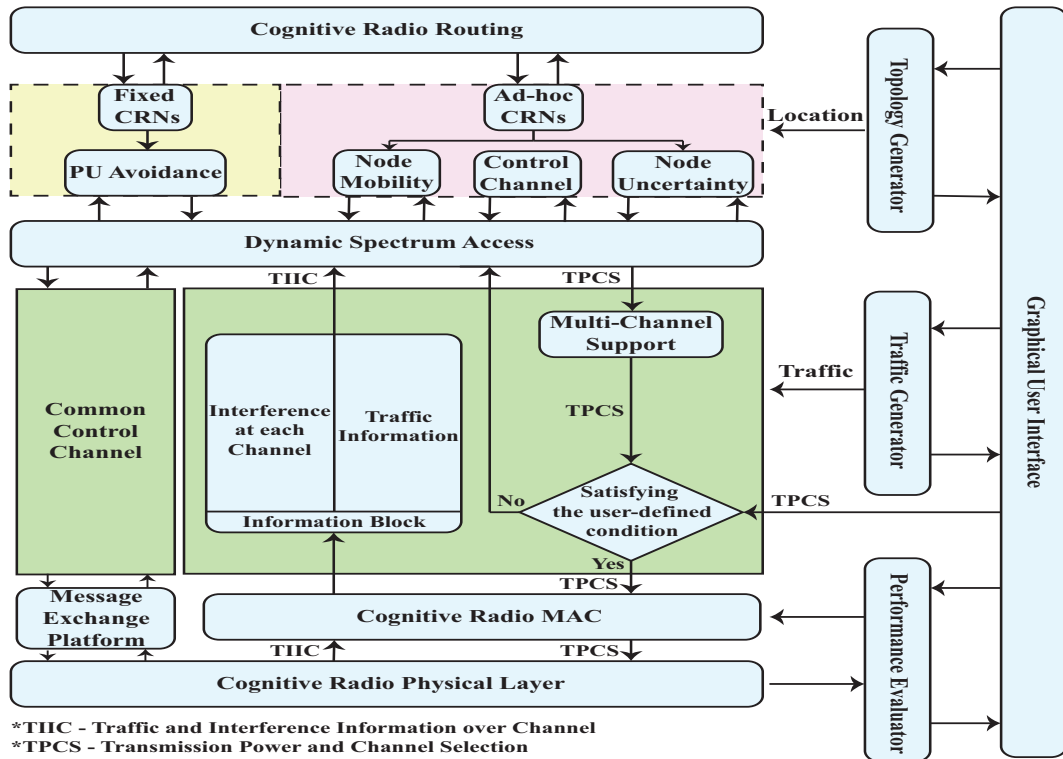 Cognitive Radio Routing
Fixed
CRNs
Ad-hoc
CRNs
PU Avoidance
Node
Mobility
Control
Channel
Node
Uncertainty
Location
Topology Generator
Dynamic Spectrum Access
TIIC
TPCS
Multi-Channel
Support
Common
Control
Channel
Interference
at each
Channel
Traffic
Information
Information Block
TPCS
Satisfying
the user-defined
condition
No
Yes
TPCS
Traffic
Traffic Generator
TPCS
Graphical User Interface
Message
Exchange
Platform
Cognitive Radio MAC
TIIC
TPCS
Cognitive Radio Physical Layer
Performance Evaluator
*TIIC - Traffic and Interference Information over Channel
*TPCS - Transmission Power and Channel Selection